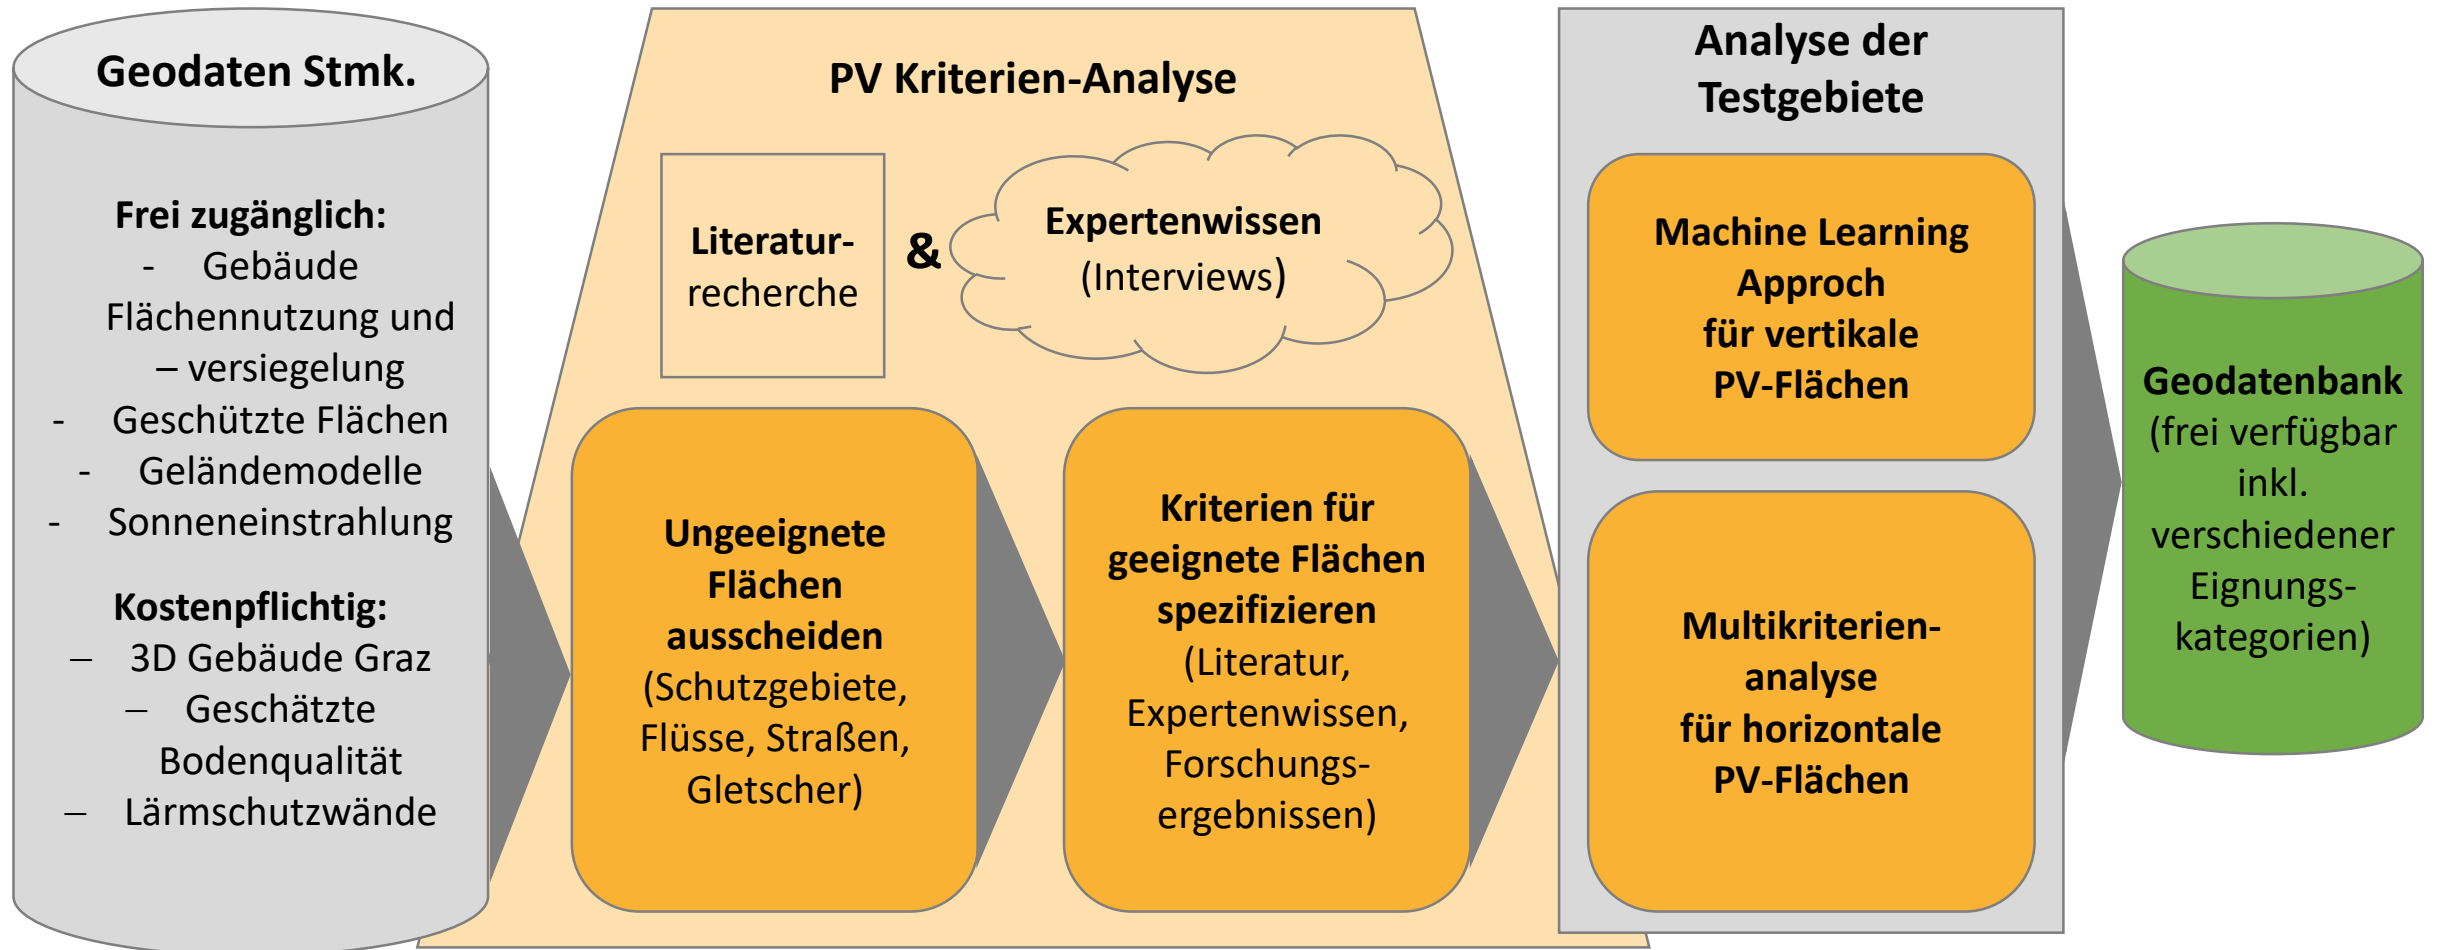 Geodaten Stmk.
Frei zugänglich:
- Gebäude
Flächennutzung und
– versiegelung
- Geschützte Flächen
- Geländemodelle
- Sonneneinstrahlung
Kostenpflichtig:
– 3D Gebäude Graz
– Geschätzte
Bodenqualität
– Lärmschutzwände
PV Kriterien-Analyse
Literatur-
recherche
&
Expertenwissen
(Interviews)
Ungeeignete
Flächen
ausscheiden
(Schutzgebiete,
Flüsse, Straßen,
Gletscher)
Kriterien für
geeignete Flächen
spezifizieren
(Literatur,
Expertenwissen,
Forschungs-
ergebnissen)
Analyse der
Testgebiete
Machine Learning
Approch
für vertikale
PV-Flächen
Multikriterien-
analyse
für horizontale
PV-Flächen
Geodatenbank
(frei verfügbar
inkl.
verschiedener
Eignungs-
kategorien)